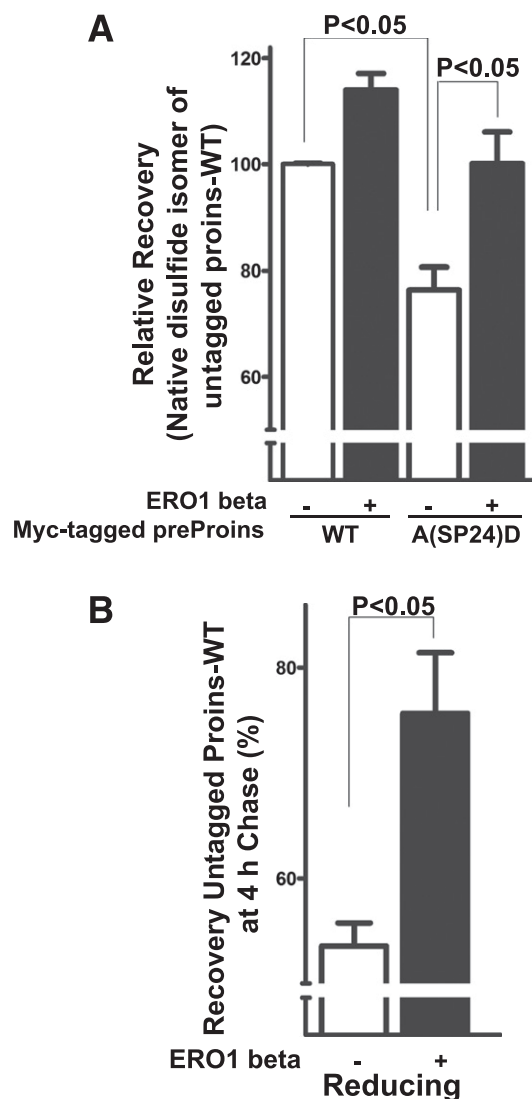 A
P<0.05
P<0.05
Relative Recovery
(Native disulfide isomer of
untagged proins-WT)
120
100
80
60
ERO1 beta - + - +
Myc-tagged preProins WT A(SP24)D
B
P<0.05
Recovery Untagged Proins-WT
at 4 h Chase (%)
80
60
ERO1 beta - +
Reducing